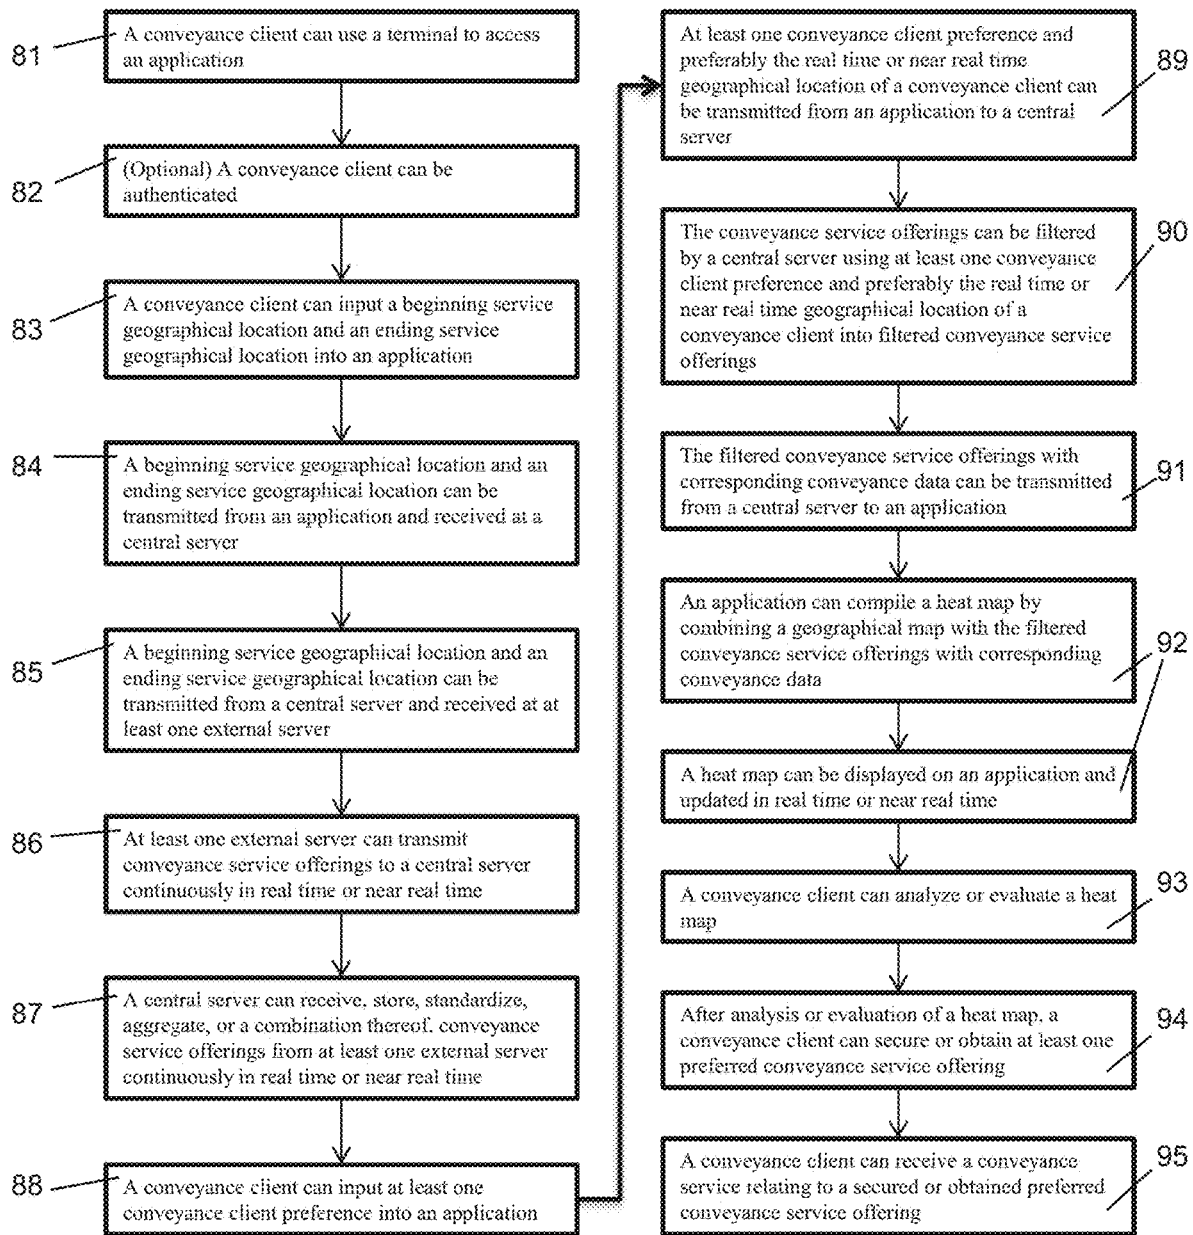 81
A conveyance client can use a terminal to access
an application
82
(Optional) A conveyance client can be
authenticated
83
A conveyance client can input a beginning service
geographical location and an ending service
geographical location into an application
84
A beginning service geographical location and an
ending service geographical location can be
transmitted from an application and received at a
central server
85
A beginning service geographical location and an
ending service geographical location can be
transmitted from a central server and received at at
least one external server
86
At least one external server can transmit
conveyance service offerings to a central server
continuously in real time or near real time
87
A central server can receive, store, standardize,
aggregate, or a combination thereof, conveyance
service offerings from at least one external server
continuously in real time or near real time
88
A conveyance client can input at least one
conveyance client preference into an application
At least one conveyance client preference and
preferably the real time or near real time
geographical location of a conveyance client can
be transmitted from an application to a central
server
89
The conveyance service offerings can be filtered
by a central server using at least one conveyance
client preference and preferably the real time or
near real time geographical location of a
conveyance client into filtered conveyance service
offerings
90
The filtered conveyance service offerings with
corresponding conveyance data can be transmitted
from a central server to an application
91
An application can compile a heat map by
combining a geographical map with the filtered
conveyance service offerings with corresponding
conveyance data
92
A heat map can be displayed on an application and
updated in real time or near real time
A conveyance client can analyze or evaluate a heat
map
93
After analysis or evaluation of a heat map, a
conveyance client can secure or obtain at least one
preferred conveyance service offering
94
A conveyance client can receive a conveyance
service relating to a secured or obtained preferred
conveyance service offering
95